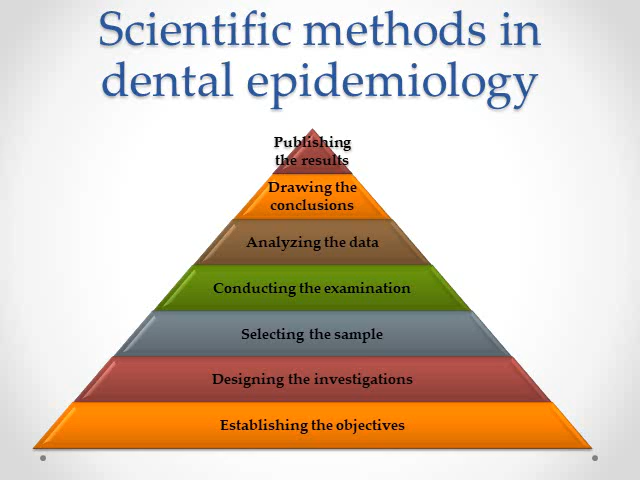 Scientific methods in
dental epidemiology
Publishing
the results
Drawing the
conclusions
Analyzing the data
Conducting the examination
Selecting the sample
Designing the investigations
Establishing the objectives